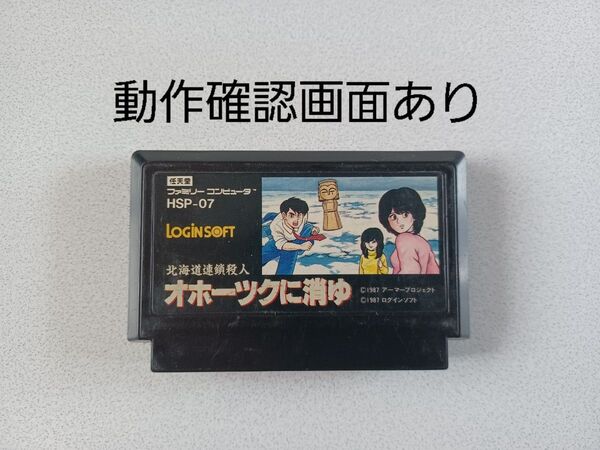 動作確認画面あり
任天堂
ファミリー コンピュータ™
HSP-07
LOGiNSOFT
北海道連鎖殺人
オホーツクに消ゆ
©1987 アーマープロジェクト
©1987 ログインソフト